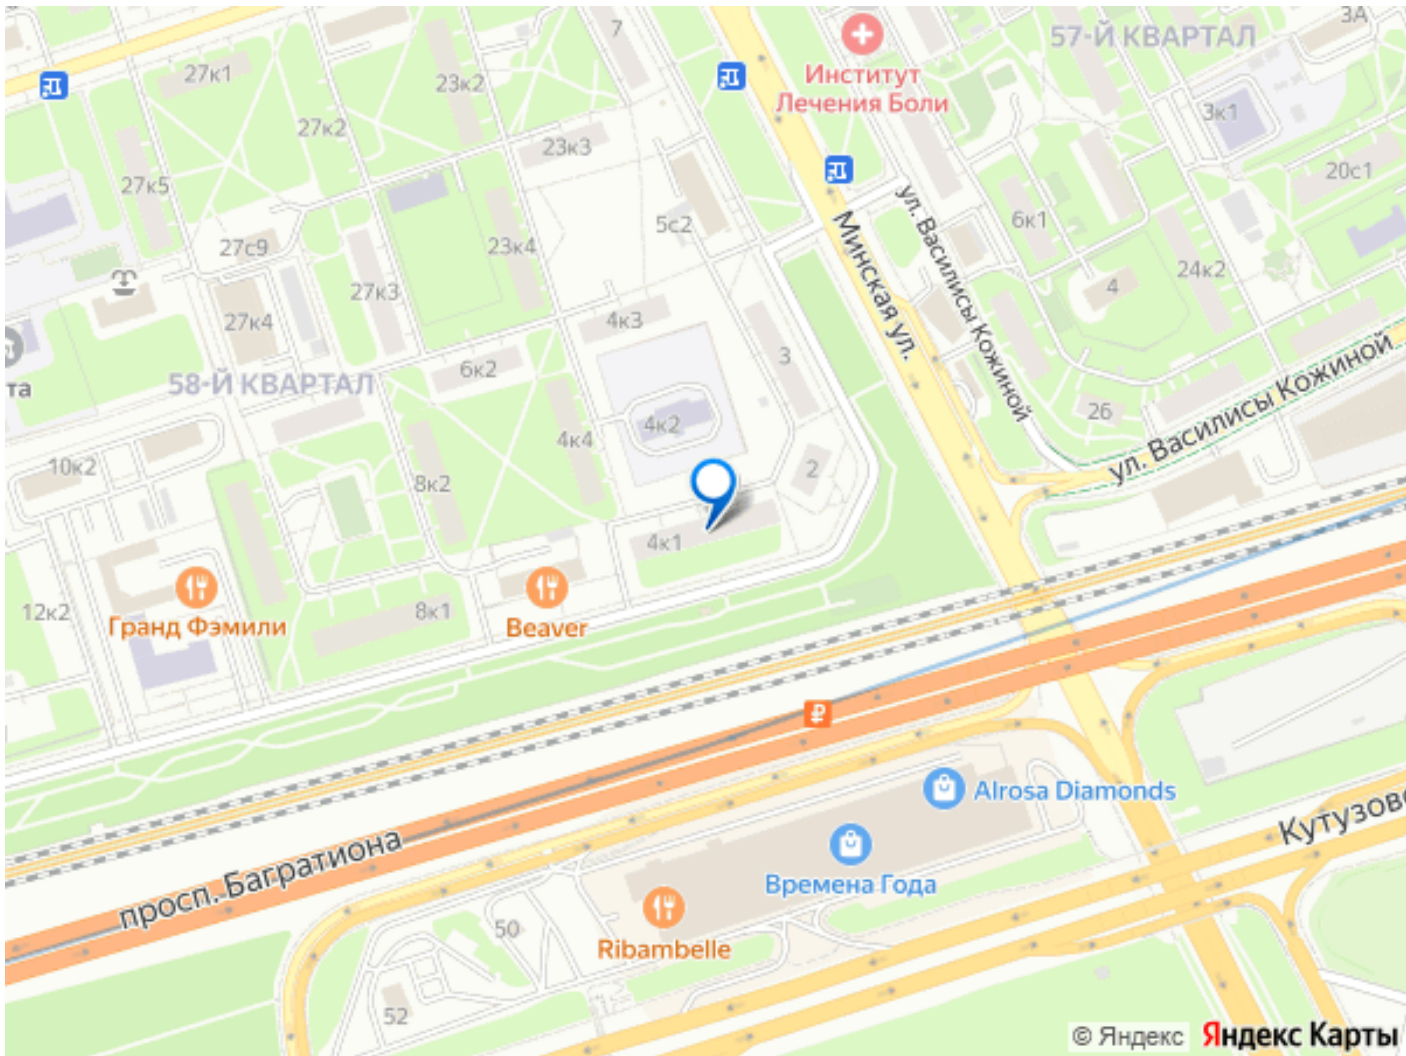 7
3А
57-Й КВАРТАЛ
27к1
23к2
Институт
Лечения Боли
3к1
27к2
23к3
27к5
20с1
ул. Василисы Кожиной
6к1
5с2
Минская ул.
27с9
23к4
24к2
27к3
4
27к4
4к3
3
6к2
та
58-Й КВАРТАЛ
ул. Василисы Кожиной
26
4к2
4к4
10к2
2
8к2
4к1
12к2
8к1
Гранд Фэмили
Beaver
₽
Alrosa Diamonds
Кутузово
просп. Багратиона
Времена Года
50
Ribambelle
52
© Яндекс
Яндекс Карты